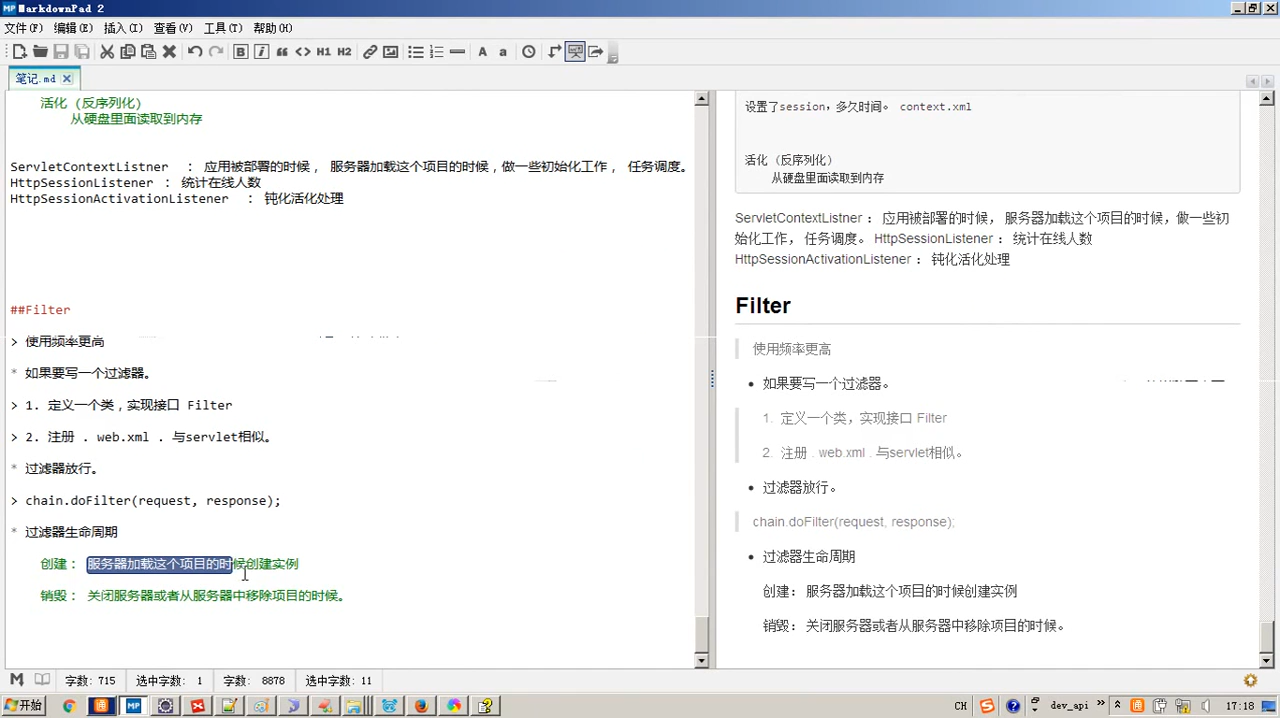 MarkdownPad 2
文件(F) 编辑(E) 插入(I) 查看(V) 工具(T) 帮助(H)
B i “ <> H1 H2 A a
笔记.md
活化 (反序列化)
从硬盘里面读取到内存
ServletContextListner : 应用被部署的时候, 服务器加载这个项目的时候,做一些初始化工作, 任务调度。
HttpSessionListener : 统计在线人数
HttpSessionActivationListener : 钝化活化处理
##Filter
> 使用频率更高
* 如果要写一个过滤器。
> 1. 定义一个类,实现接口 Filter
> 2. 注册 . web.xml . 与servlet相似。
* 过滤器放行。
> chain.doFilter(request, response);
* 过滤器生命周期
创建: 服务器加载这个项目的时候创建实例
销毁: 关闭服务器或者从服务器中移除项目的时候。
设置了session,多久时间。 context.xml
活化 (反序列化)
从硬盘里面读取到内存
ServletContextListner : 应用被部署的时候, 服务器加载这个项目的时候,做一些初
始化工作, 任务调度。 HttpSessionListener : 统计在线人数
HttpSessionActivationListener : 钝化活化处理
Filter
使用频率更高
• 如果要写一个过滤器。
1. 定义一个类,实现接口 Filter
2. 注册 . web.xml . 与servlet相似。
• 过滤器放行。
chain.doFilter(request, response);
• 过滤器生命周期
创建: 服务器加载这个项目的时候创建实例
销毁: 关闭服务器或者从服务器中移除项目的时候。
字数: 715 选中字数: 1 字数: 8878 选中字数: 11
开始 MP CH dev_api » 17:18